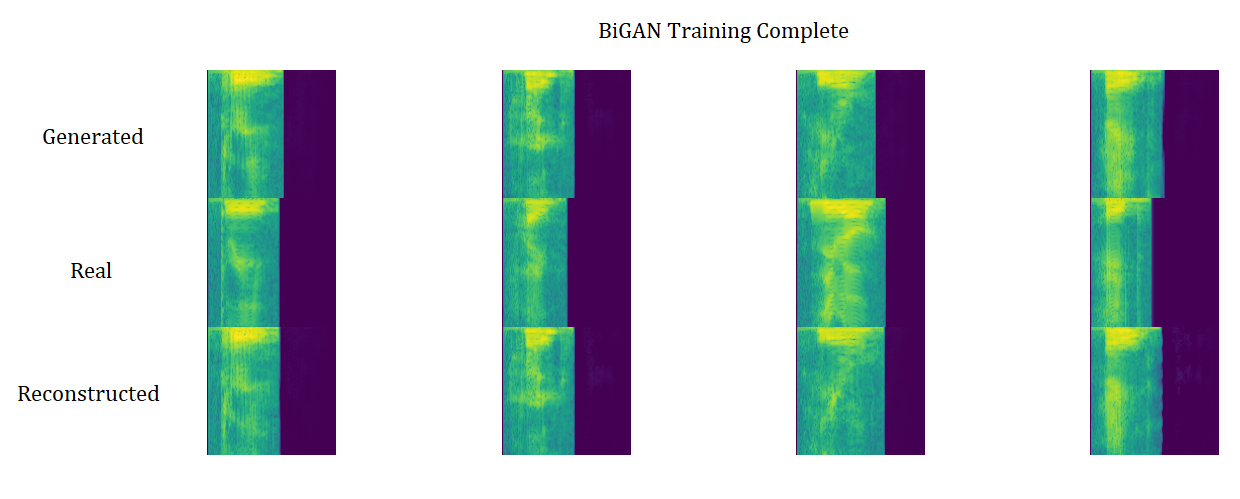 BiGAN Training Complete
Generated
Real
Reconstructed